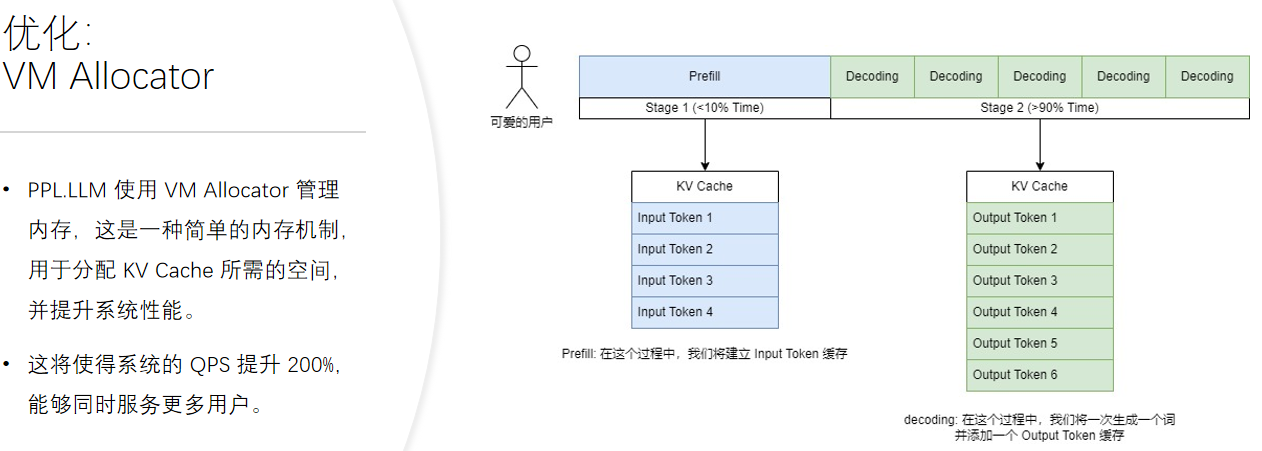 优化:
VM Allocator
• PPL.LLM 使用 VM Allocator 管理
内存，这是一种简单的内存机制，
用于分配 KV Cache 所需的空间，
并提升系统性能。
• 这将使得系统的 QPS 提升 200%，
能够同时服务更多用户。
可爱的用户
Prefill
Decoding
Decoding
Decoding
Decoding
Decoding
Stage 1 (<10% Time)
Stage 2 (>90% Time)
KV Cache
Input Token 1
Input Token 2
Input Token 3
Input Token 4
Prefill: 在这个过程中，我们将建立 Input Token 缓存
KV Cache
Output Token 1
Output Token 2
Output Token 3
Output Token 4
Output Token 5
Output Token 6
decoding: 在这个过程中，我们将一次生成一个词
并添加一个 Output Token 缓存